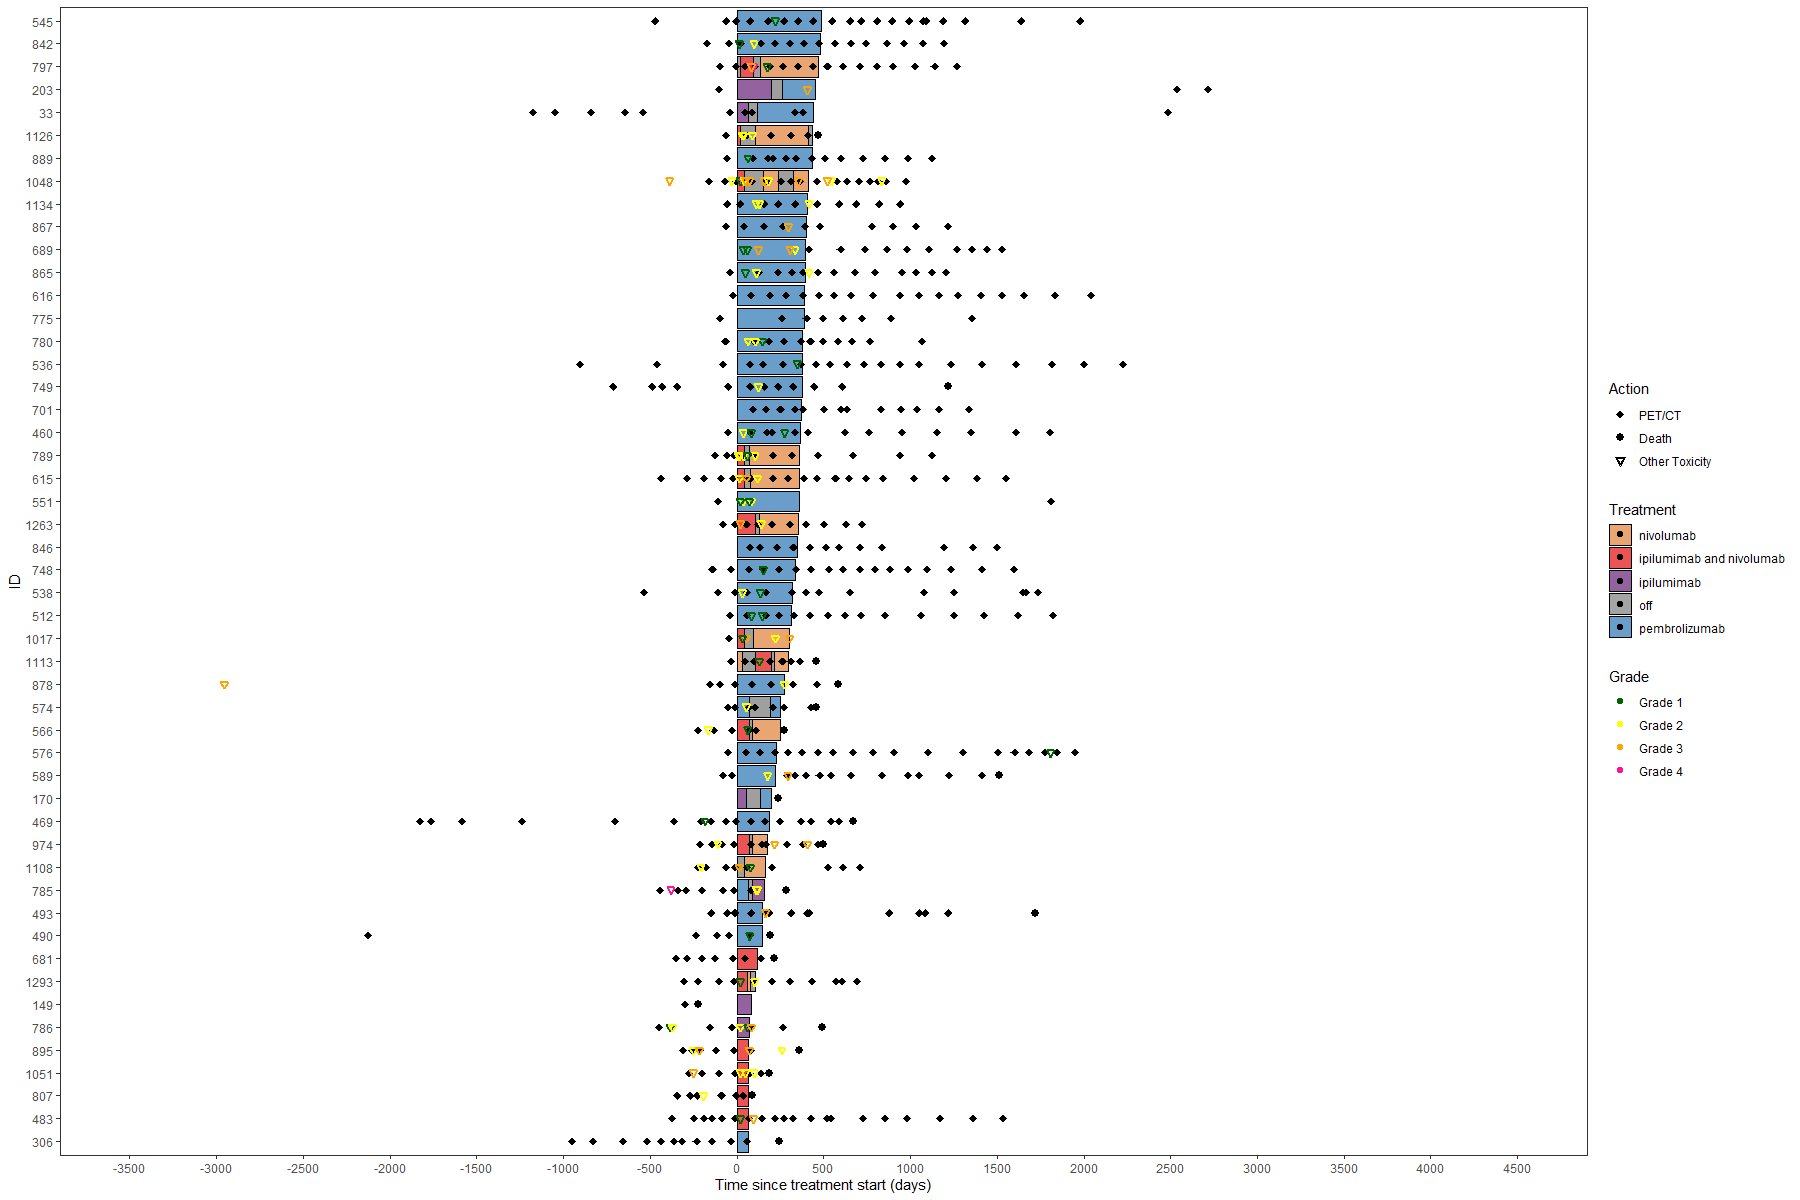 545
842
797
203
33
1126
889
1048
1134
867
689
865
616
775
780
536
749
701
460
789
615
551
1263
846
748
538
512
1017
1113
878
574
566
576
589
170
469
974
1108
785
493
490
681
1293
149
786
895
1051
807
483
306
ID
-3500 -3000 -2500 -2000 -1500 -1000 -500 0 500 1000 1500 2000 2500 3000 3500 4000 4500
Time since treatment start (days)
Action
PET/CT
Death
Other Toxicity
Treatment
nivolumab
ipilumimab and nivolumab
ipilumimab
off
pembrolizumab
Grade
Grade 1
Grade 2
Grade 3
Grade 4